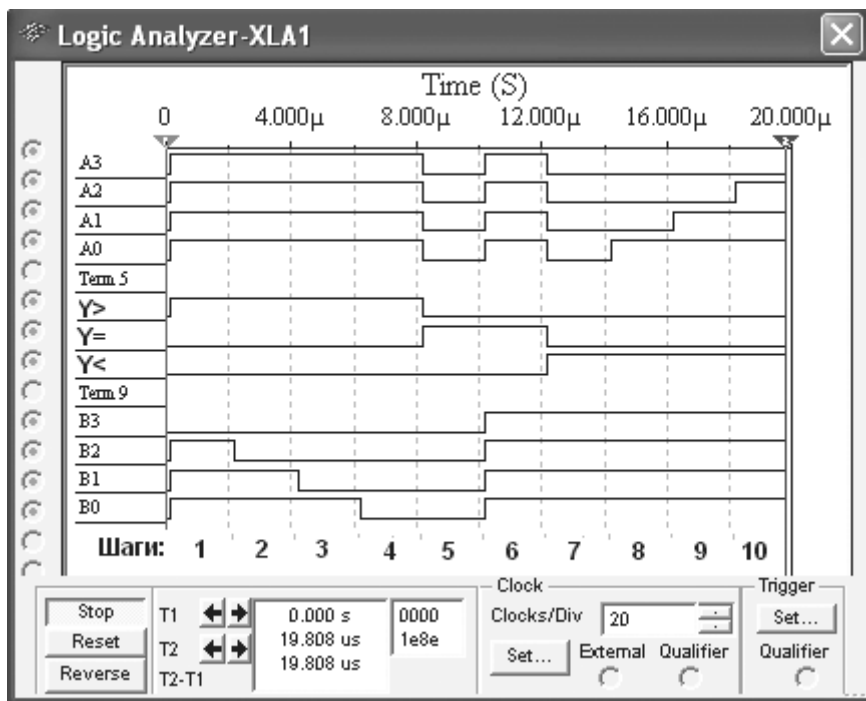 Logic Analyzer-XLA1
Time (S)
0 4.000μ 8.000μ 12.000μ 16.000μ 20.000μ
A3
A2
A1
A0
Term 5
Y>
Y=
Y<
Term 9
B3
B2
B1
B0
Шаги: 1 2 3 4 5 6 7 8 9 10
Stop
Reset
Reverse
T1
T2
T2-T1
0.000 s
19.808 us
19.808 us
0000
1e8e
Clock
Clocks/Div 20
Set... External Qualifier
Trigger
Set...
Qualifier